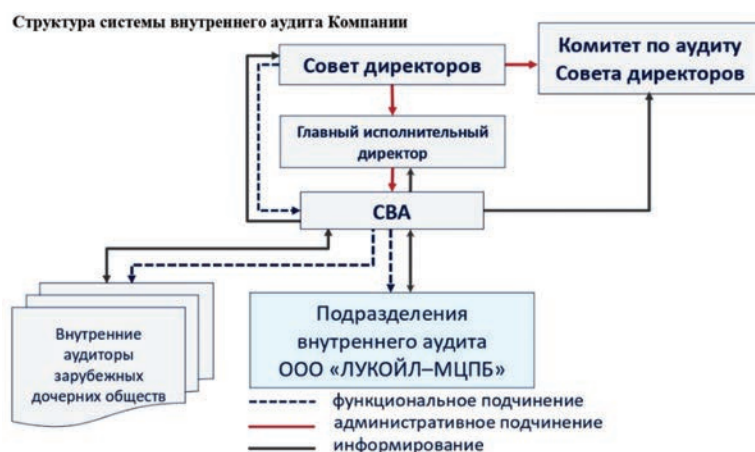 Структура системы внутреннего аудита Компании
Совет директоров
Комитет по аудиту
Совета директоров
Главный исполнительный
директор
СВА
Внутренние
аудиторы
зарубежных
дочерних обществ
Подразделения
внутреннего аудита
ООО «ЛУКОЙЛ–МЦПБ»
функциональное подчинение
административное подчинение
информирование